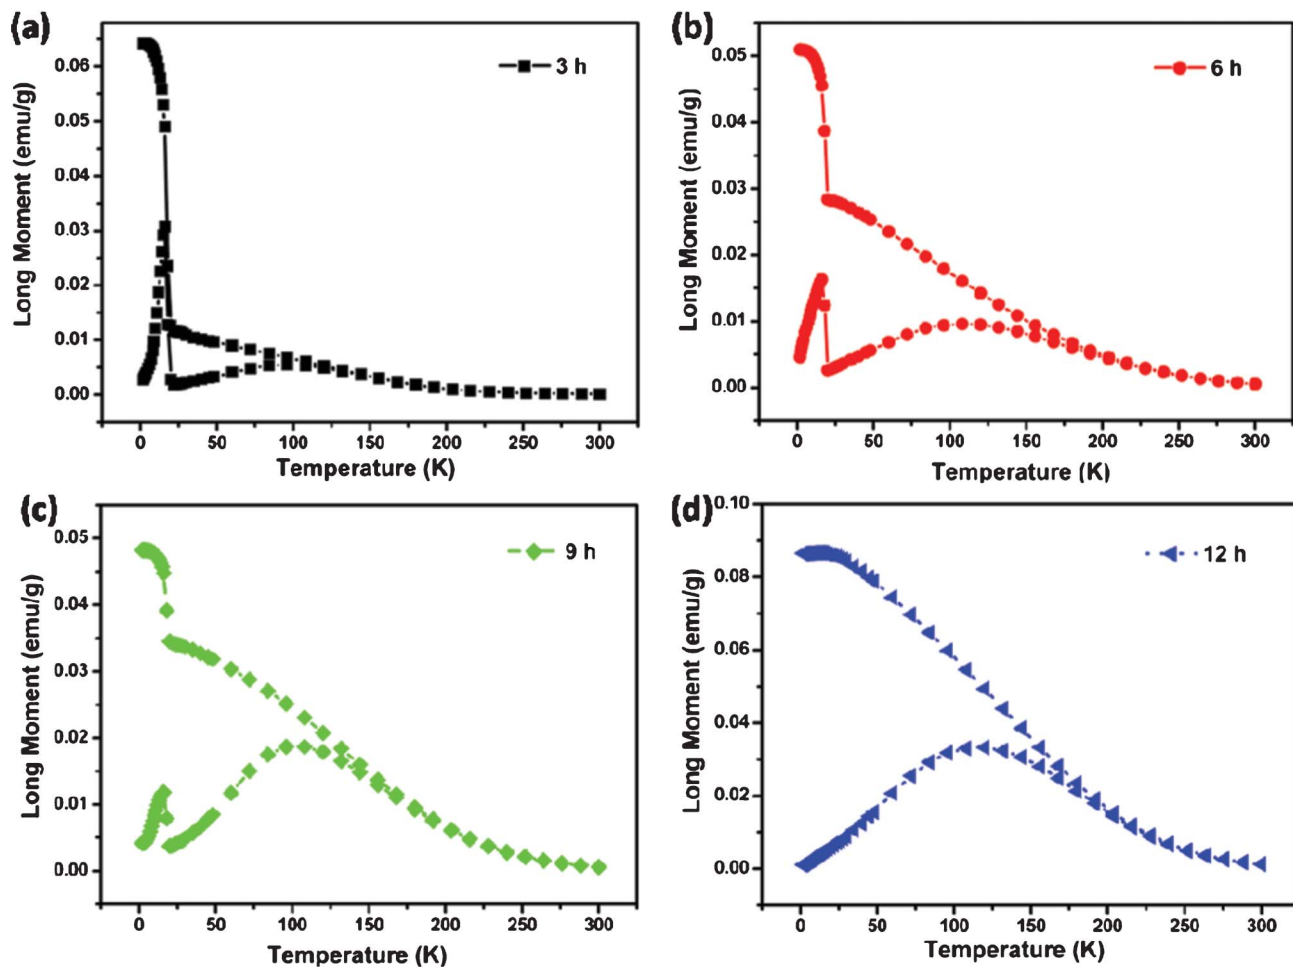 (a)
3 h
Long Moment (emu/g)
0.06
0.05
0.04
0.03
0.02
0.01
0.00
0 50 100 150 200 250 300
Temperature (K)
(b)
6 h
Long Moment (emu/g)
0.05
0.04
0.03
0.02
0.01
0.00
0 50 100 150 200 250 300
Temperature (K)
(c)
9 h
Long Moment (emu/g)
0.05
0.04
0.03
0.02
0.01
0.00
0 50 100 150 200 250 300
Temperature (K)
(d)
12 h
Long Moment (emu/g)
0.10
0.08
0.06
0.04
0.02
0.00
0 50 100 150 200 250 300
Temperature (K)